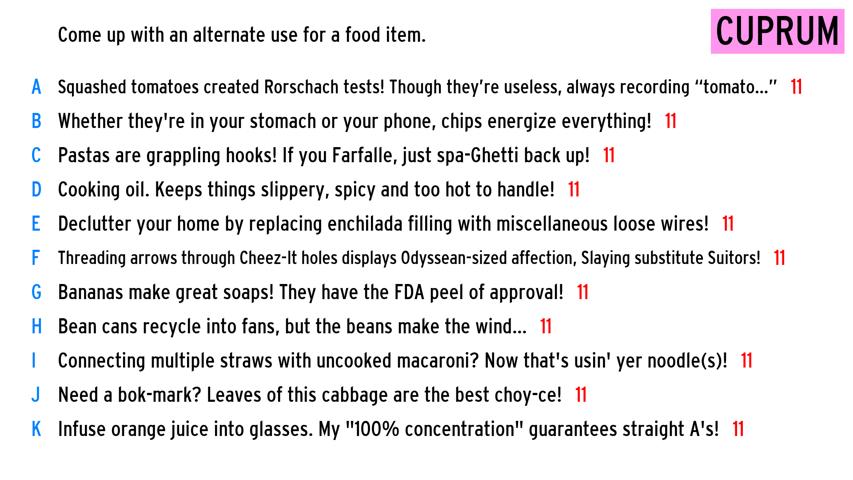 Come up with an alternate use for a food item.
CUPRUM
A Squashed tomatoes created Rorschach tests! Though they’re useless, always recording “tomato...” 11
B Whether they're in your stomach or your phone, chips energize everything! 11
C Pastas are grappling hooks! If you Farfalle, just spa-Ghetti back up! 11
D Cooking oil. Keeps things slippery, spicy and too hot to handle! 11
E Declutter your home by replacing enchilada filling with miscellaneous loose wires! 11
F Threading arrows through Cheez-It holes displays Odyssean-sized affection, Slaying substitute Suitors! 11
G Bananas make great soaps! They have the FDA peel of approval! 11
H Bean cans recycle into fans, but the beans make the wind... 11
I Connecting multiple straws with uncooked macaroni? Now that's usin' yer noodle(s)! 11
J Need a bok-mark? Leaves of this cabbage are the best choy-ce! 11
K Infuse orange juice into glasses. My "100% concentration" guarantees straight A's! 11